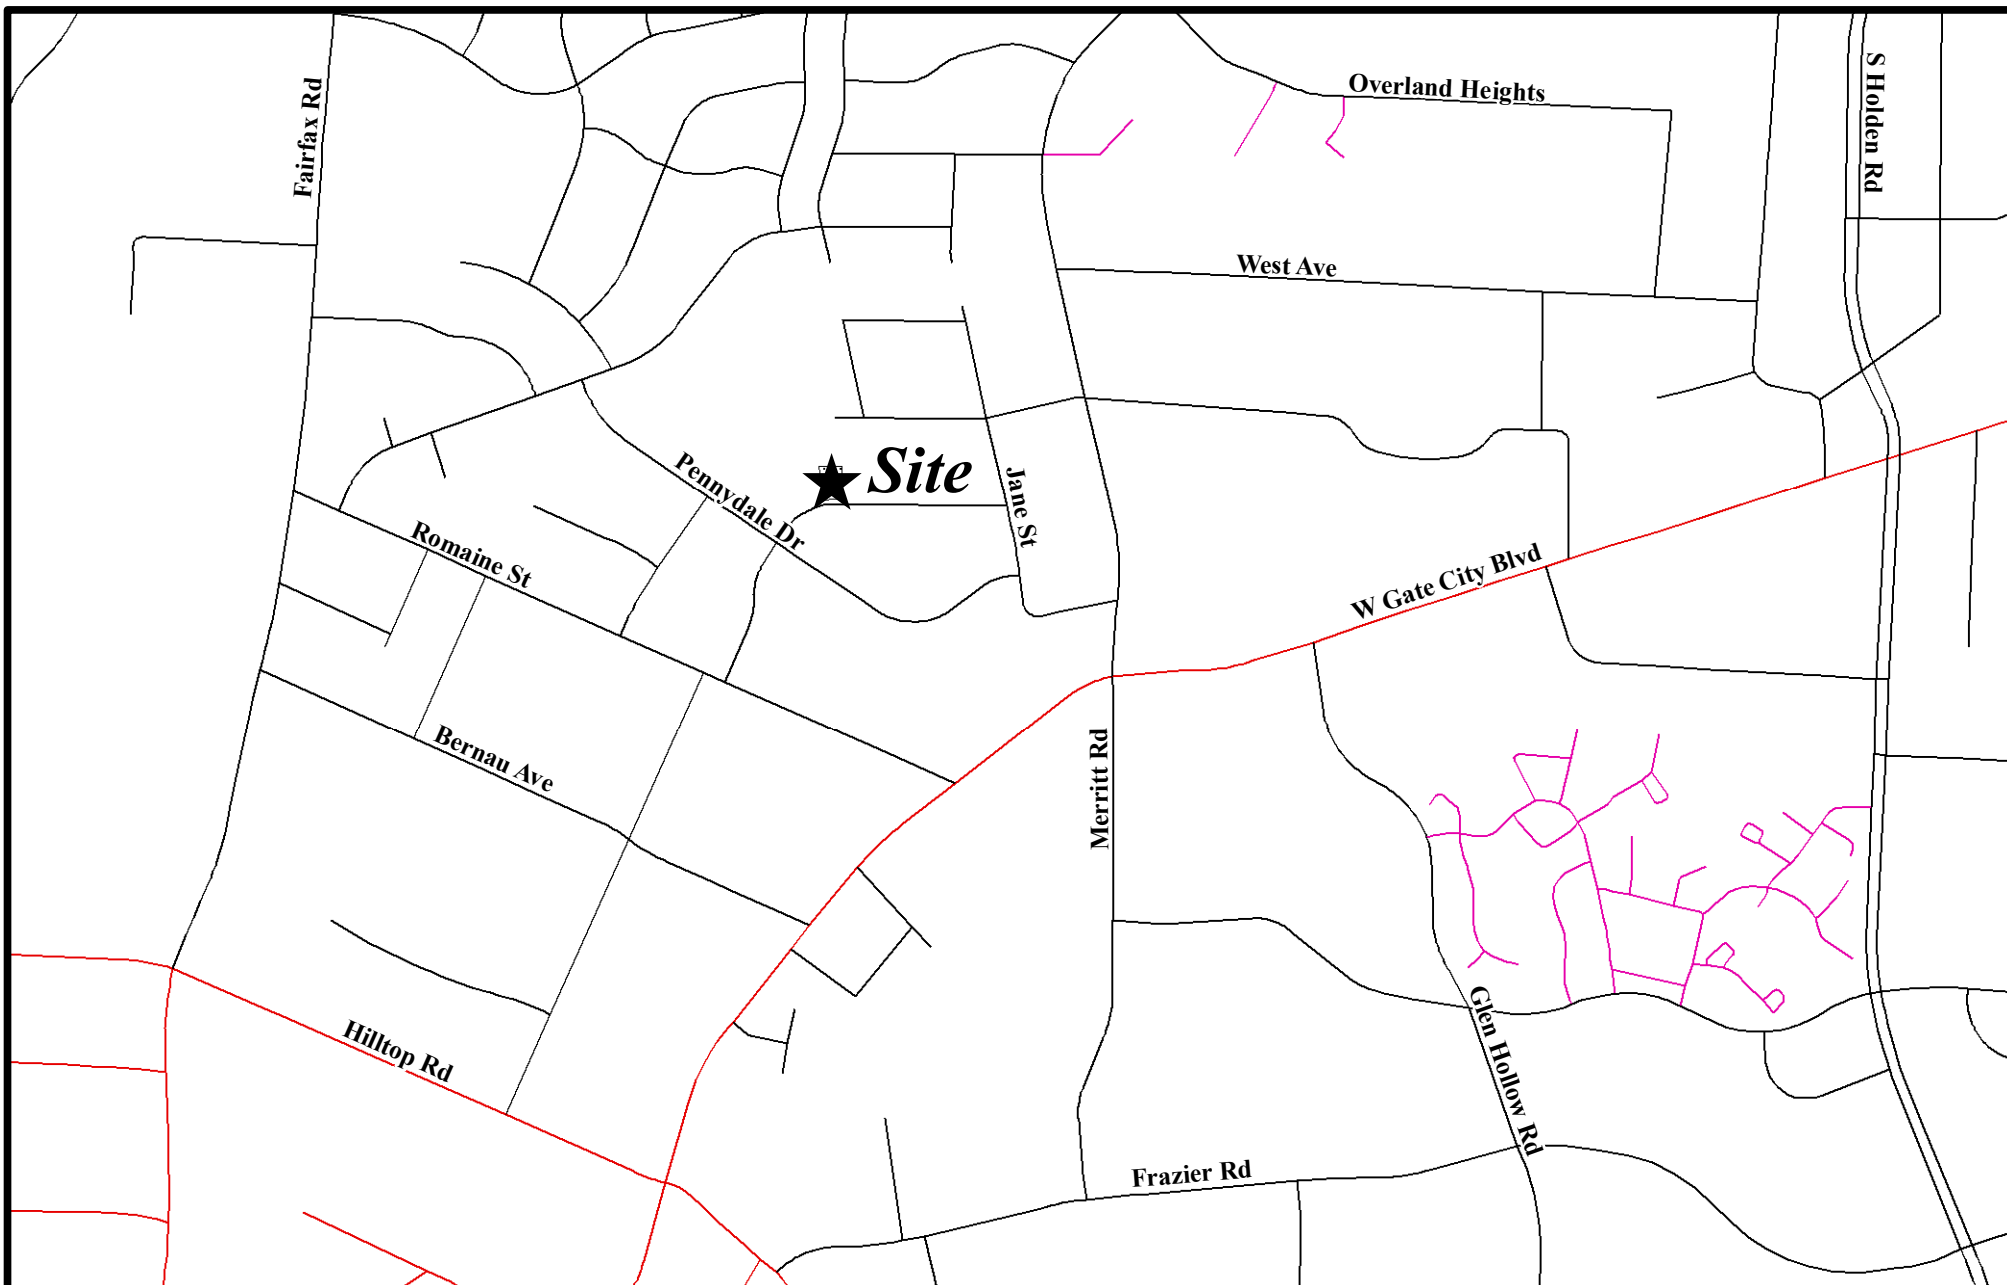 Overland Heights
S Holden Rd
Fairfax Rd
West Ave
Site
Pennydale Dr
Jane St
Romaine St
W Gate City Blvd
Bernau Ave
Merritt Rd
Hilltop Rd
Glen Hollow Rd
Frazier Rd